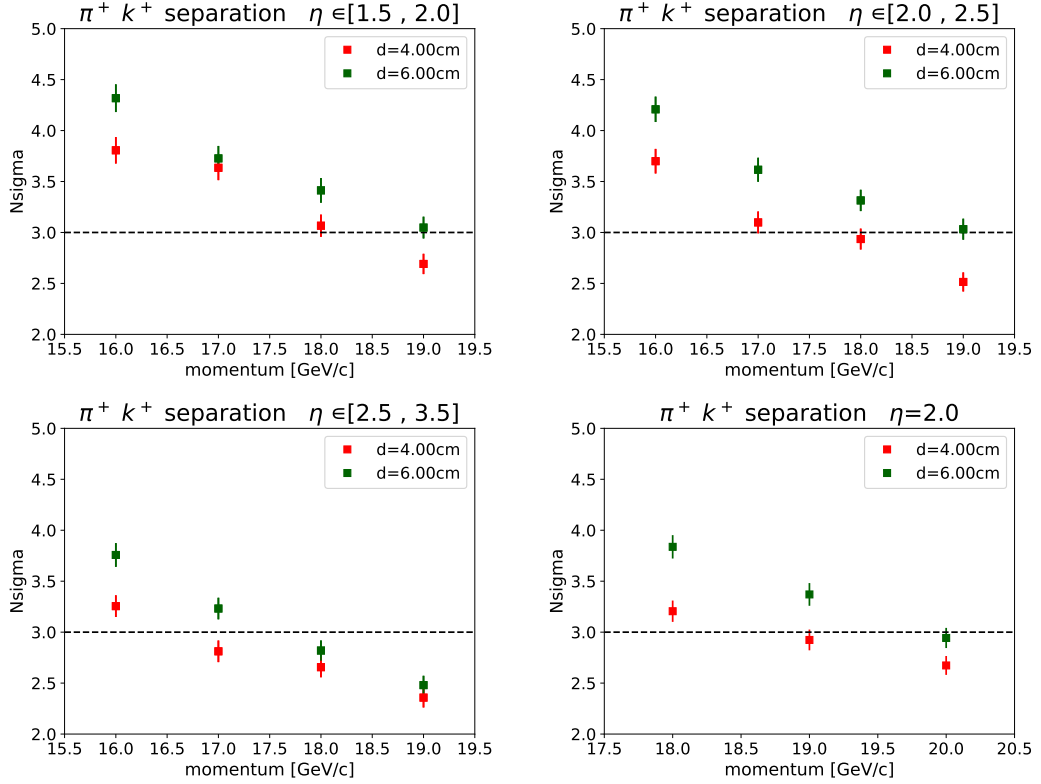 π+ k+ separation η ∈[1.5 , 2.0]
5.0
4.5
4.0
3.5
3.0
2.5
2.0
Nsigma
d=4.00cm
d=6.00cm
15.5 16.0 16.5 17.0 17.5 18.0 18.5 19.0 19.5
momentum [GeV/c]
π+ k+ separation η ∈[2.0 , 2.5]
5.0
4.5
4.0
3.5
3.0
2.5
2.0
Nsigma
d=4.00cm
d=6.00cm
15.5 16.0 16.5 17.0 17.5 18.0 18.5 19.0 19.5
momentum [GeV/c]
π+ k+ separation η ∈[2.5 , 3.5]
5.0
4.5
4.0
3.5
3.0
2.5
2.0
Nsigma
d=4.00cm
d=6.00cm
15.5 16.0 16.5 17.0 17.5 18.0 18.5 19.0 19.5
momentum [GeV/c]
π+ k+ separation η=2.0
5.0
4.5
4.0
3.5
3.0
2.5
2.0
Nsigma
d=4.00cm
d=6.00cm
17.5 18.0 18.5 19.0 19.5 20.0 20.5
momentum [GeV/c]